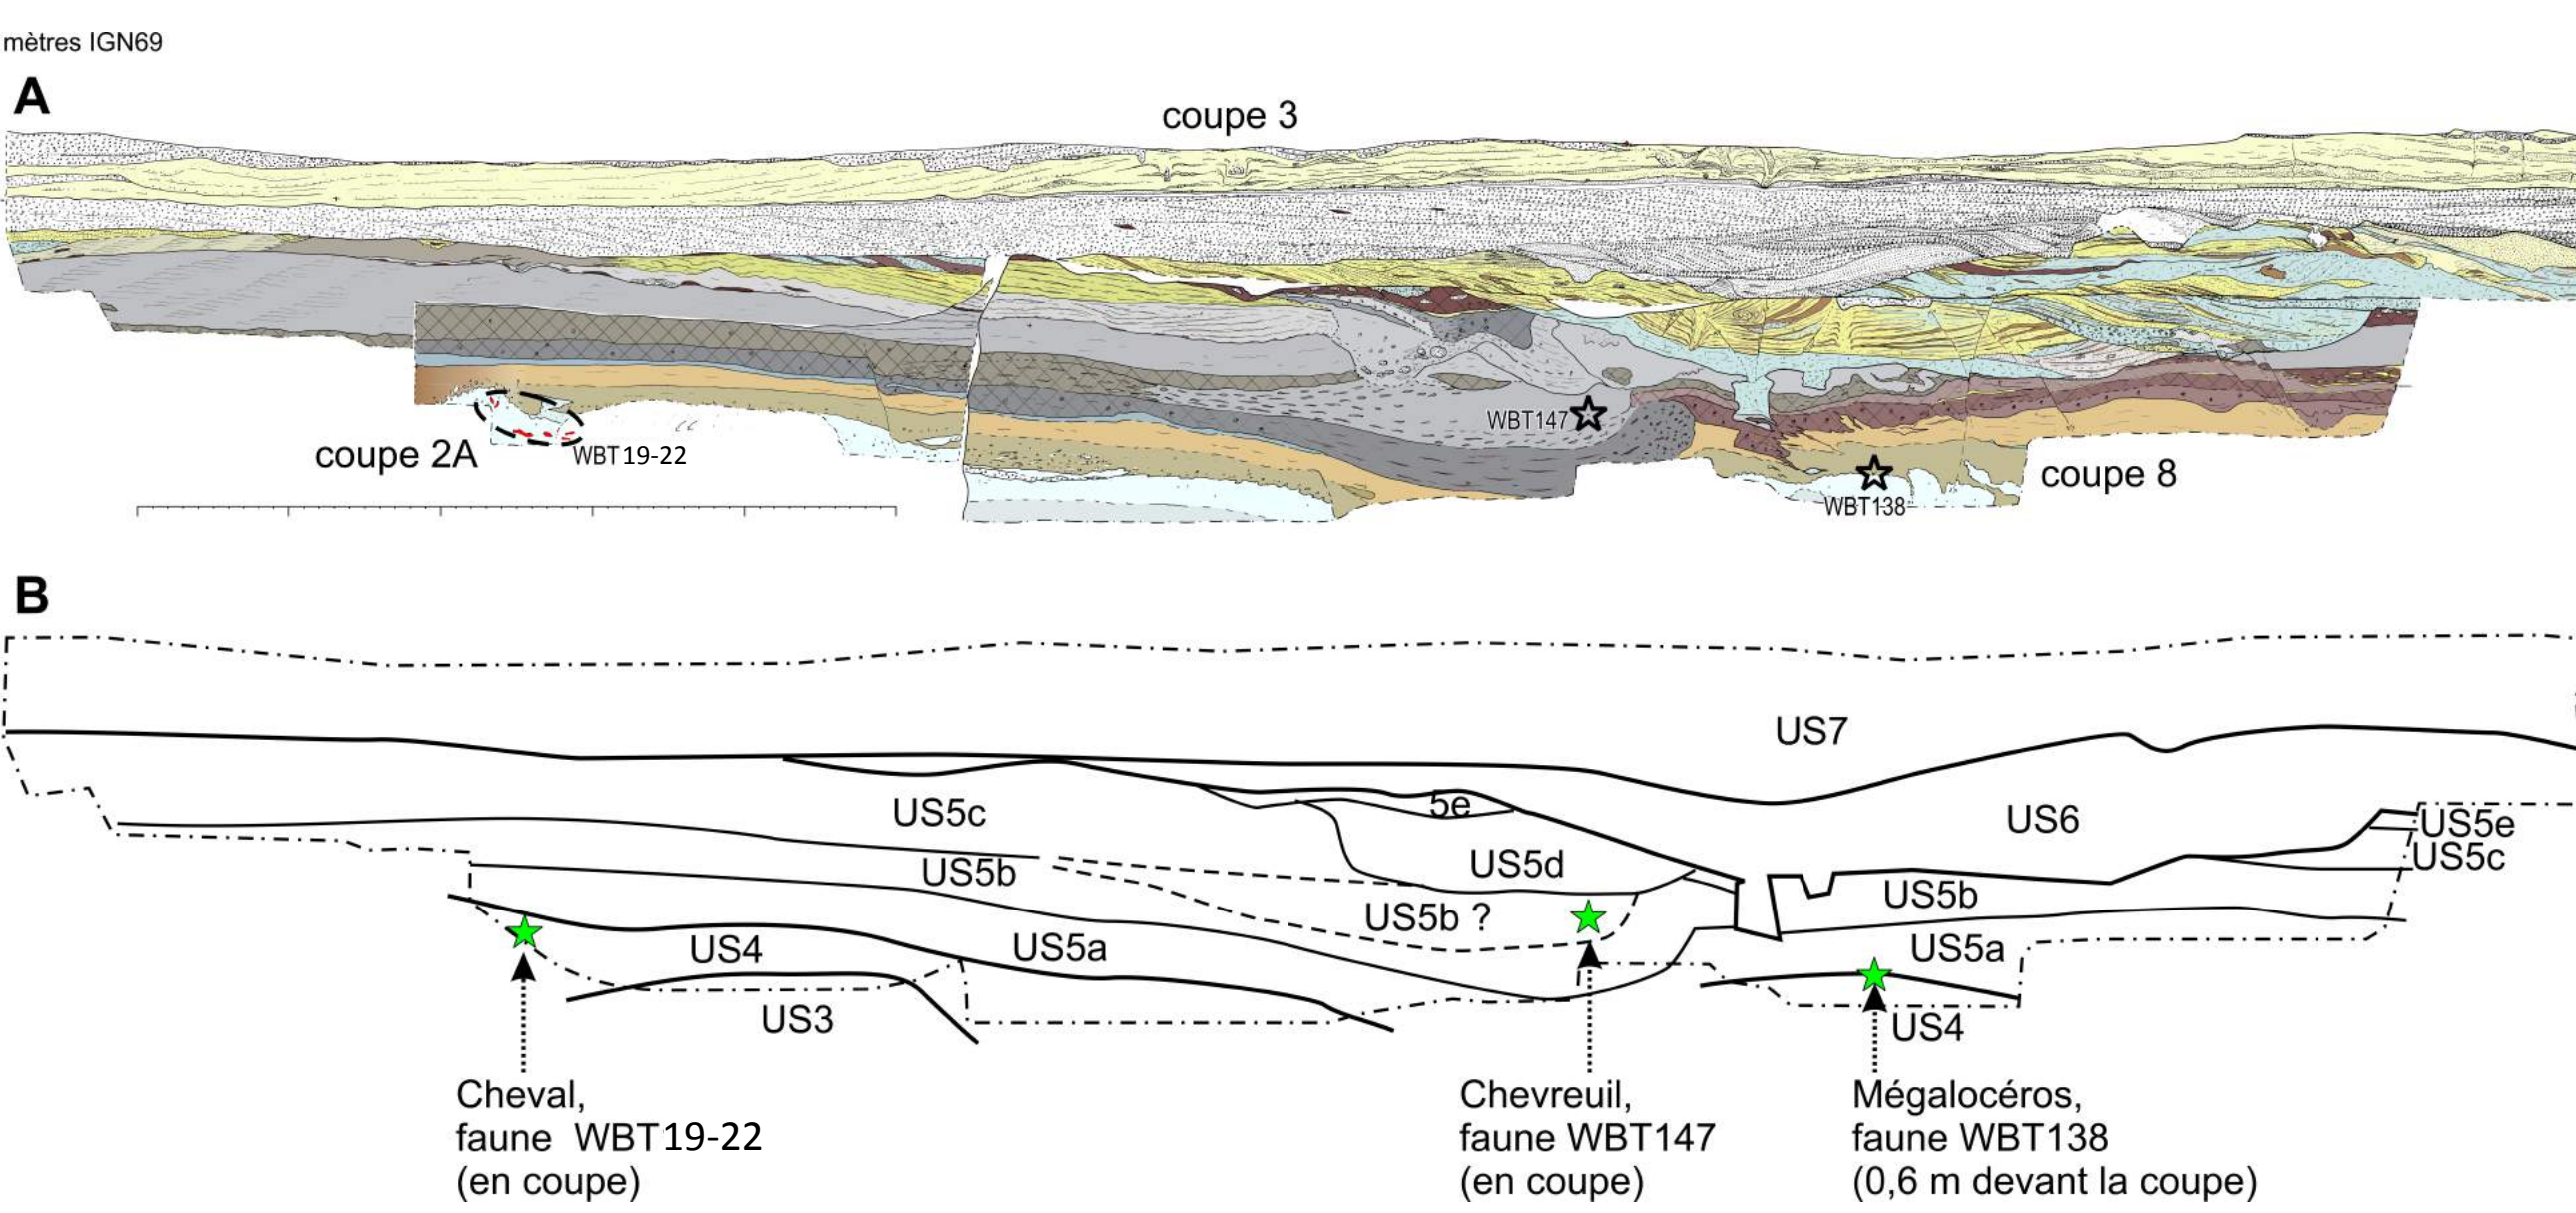 mètres IGN69
A
coupe 3
WBT147
coupe 2A
WBT19-22
coupe 8
WBT138
B
US7
US5c
5e
US6
US5e
US5c
US5b
US5d
US5b
US5b ?
US4
US5a
US5a
US3
US4
Cheval,
faune WBT19-22
(en coupe)
Chevreuil,
faune WBT147
(en coupe)
Mégalocéros,
faune WBT138
(0,6 m devant la coupe)